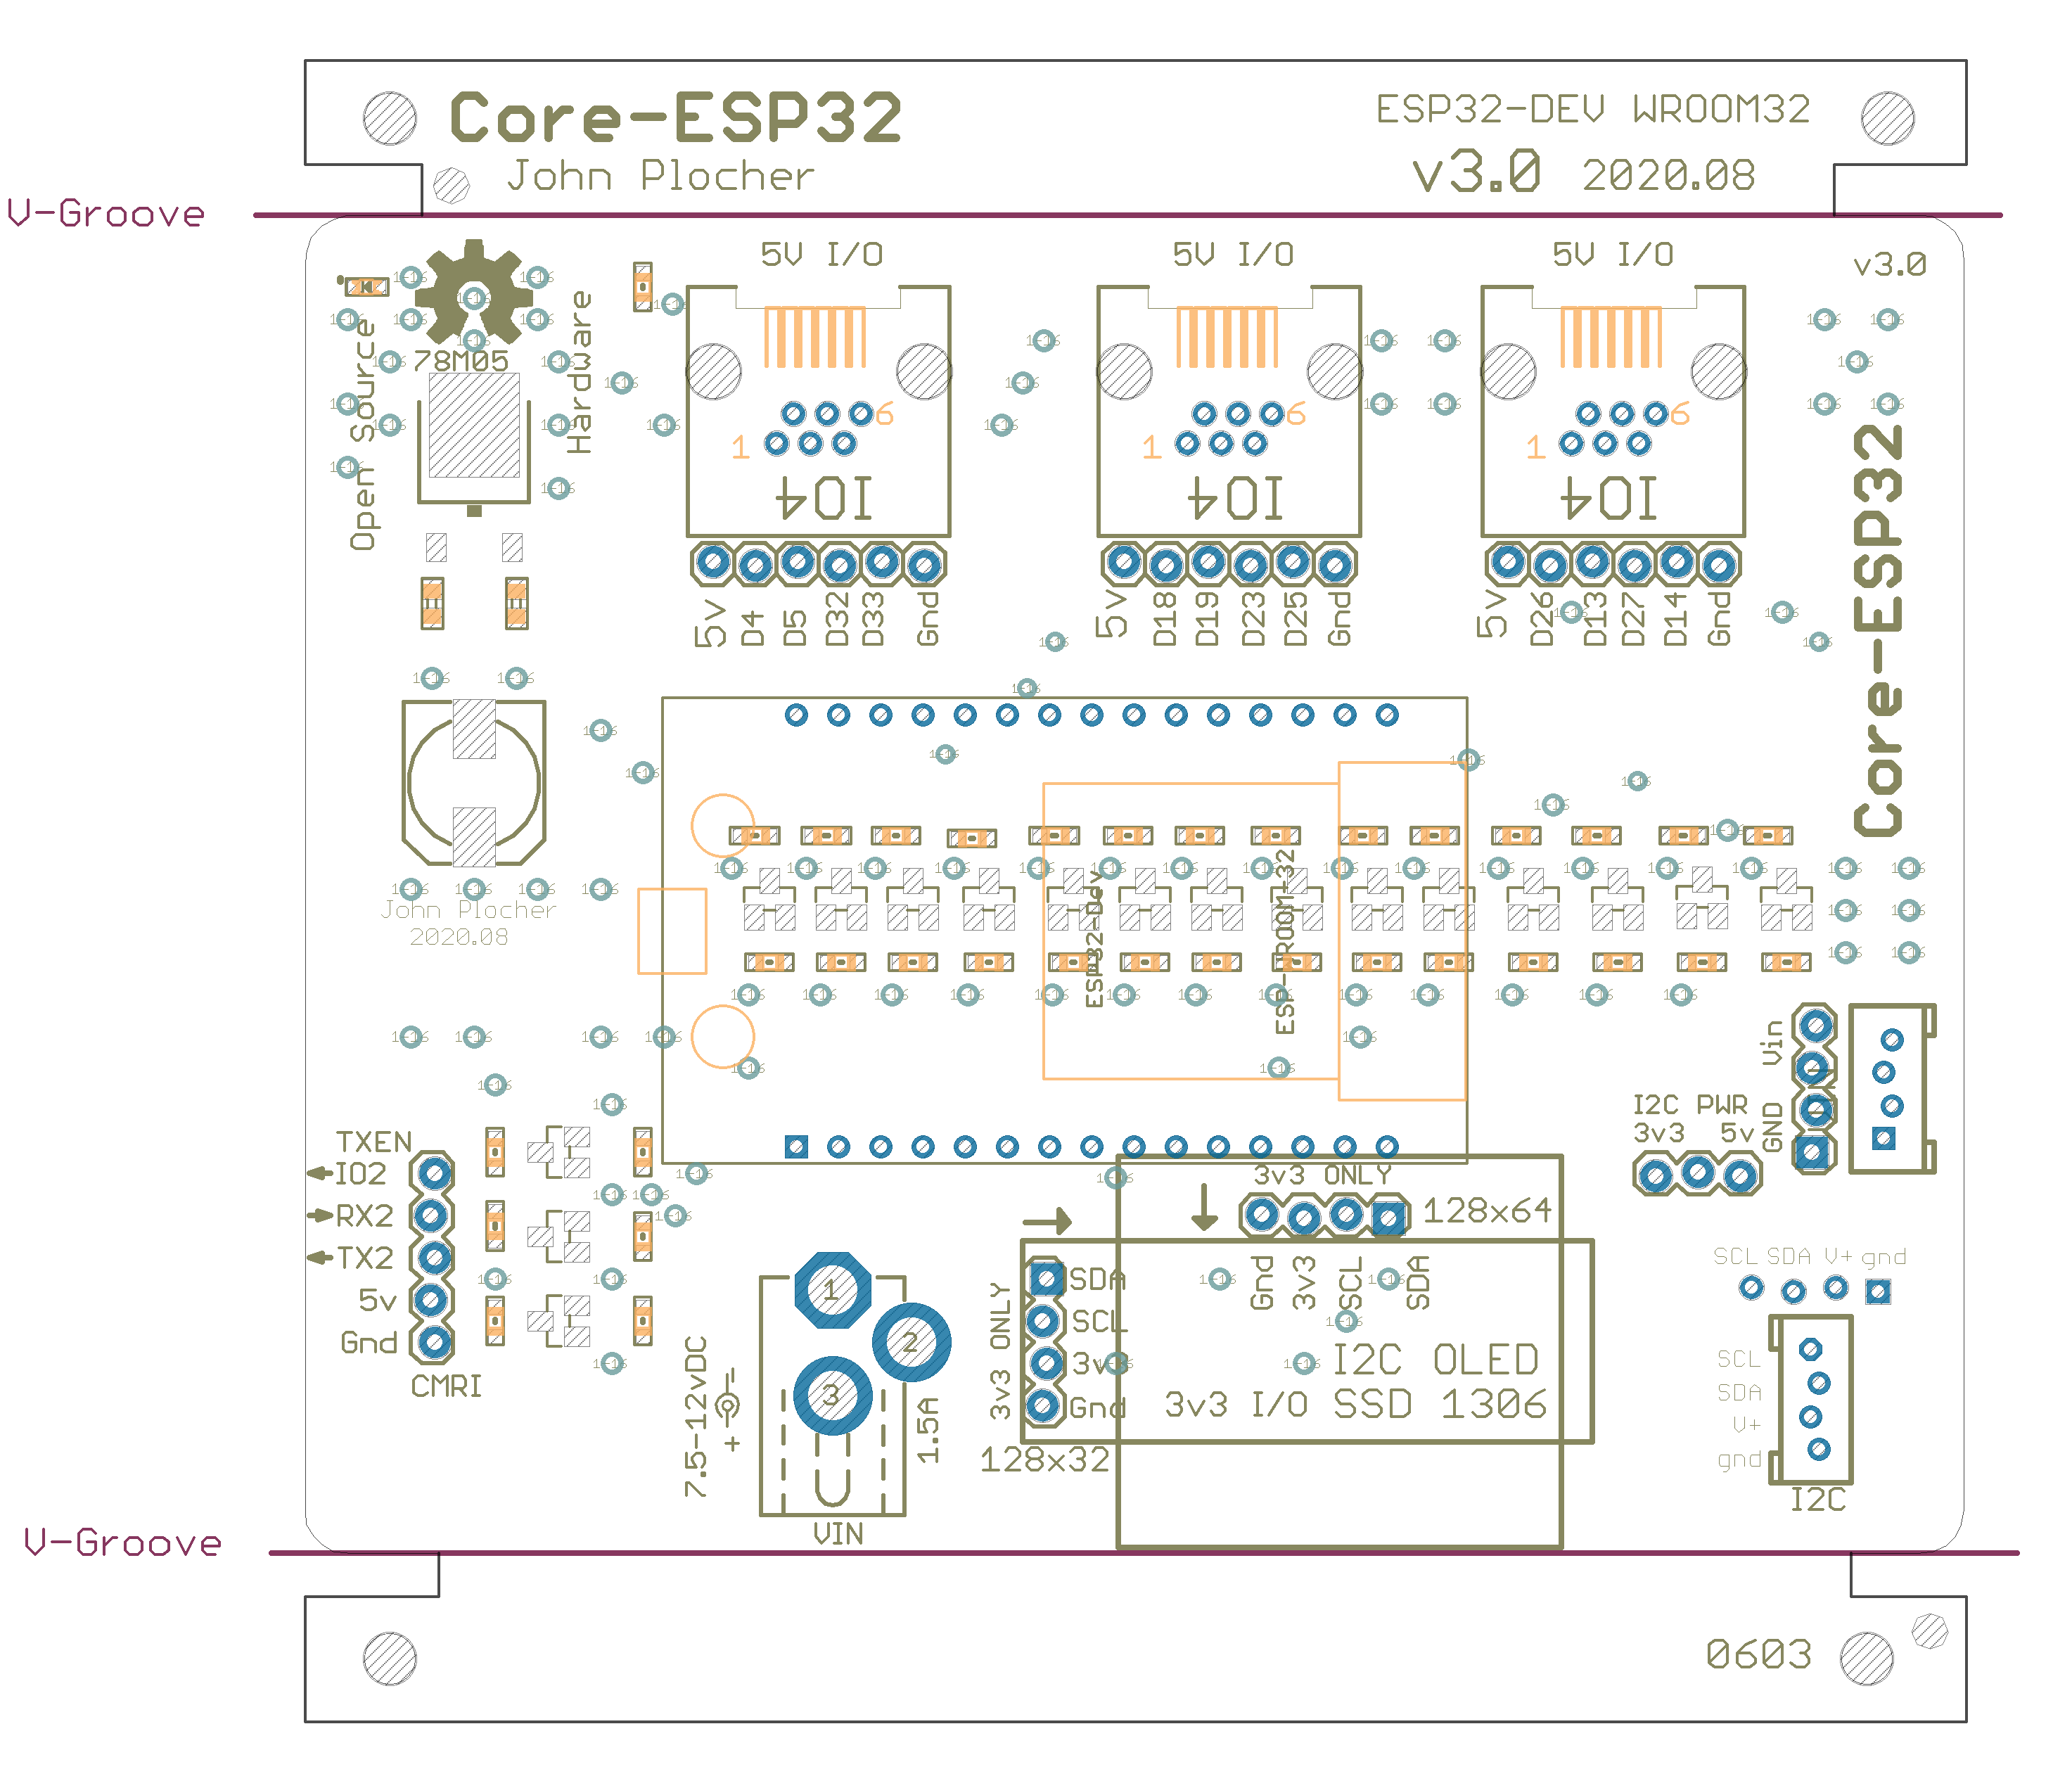 Core-ESP32
John Plocher
ESP32-DEV WROOM32
v3.0 2020.08
V-Groove
5V I/O
5V I/O
5V I/O
v3.0
Open Source
Hardware
78M05
1
6
1
6
1
6
IO4
IO4
IO4
5v
D4
D5
D32
D33
Gnd
5v
D18
D19
D23
D25
Gnd
5v
D26
D13
D27
D14
Gnd
Core-ESP32
John Plocher
2020.08
ESP32-Dev
ESP-WROOM-32
TXEN
IO2
RX2
TX2
5v
Gnd
CMRI
7.5-12vDC
- +
1
2
3
1.5A
VIN
3v3 ONLY
128x64
Gnd
3v3
SCL
SDA
3v3 ONLY
SDA
SCL
3v3
Gnd
128x32
I2C OLED
3v3 I/O SSD 1306
I2C PWR
3v3 5v
Vin
GND
SCL SDA V+ gnd
SCL
SDA
V+
gnd
I2C
V-Groove
0603